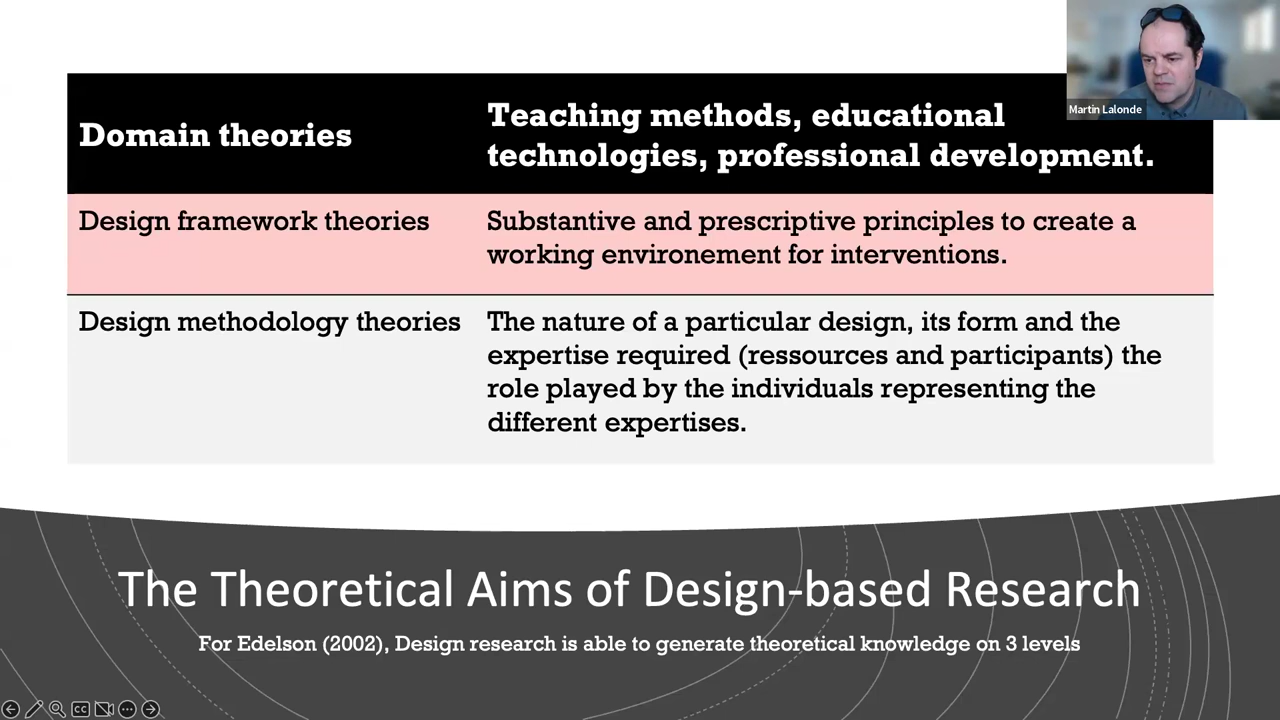 Martin Lalonde
Domain theories
Teaching methods, educational
technologies, professional development.
Design framework theories
Substantive and prescriptive principles to create a
working environement for interventions.
Design methodology theories
The nature of a particular design, its form and the
expertise required (ressources and participants) the
role played by the individuals representing the
different expertises.
The Theoretical Aims of Design-based Research
For Edelson (2002), Design research is able to generate theoretical knowledge on 3 levels
CC